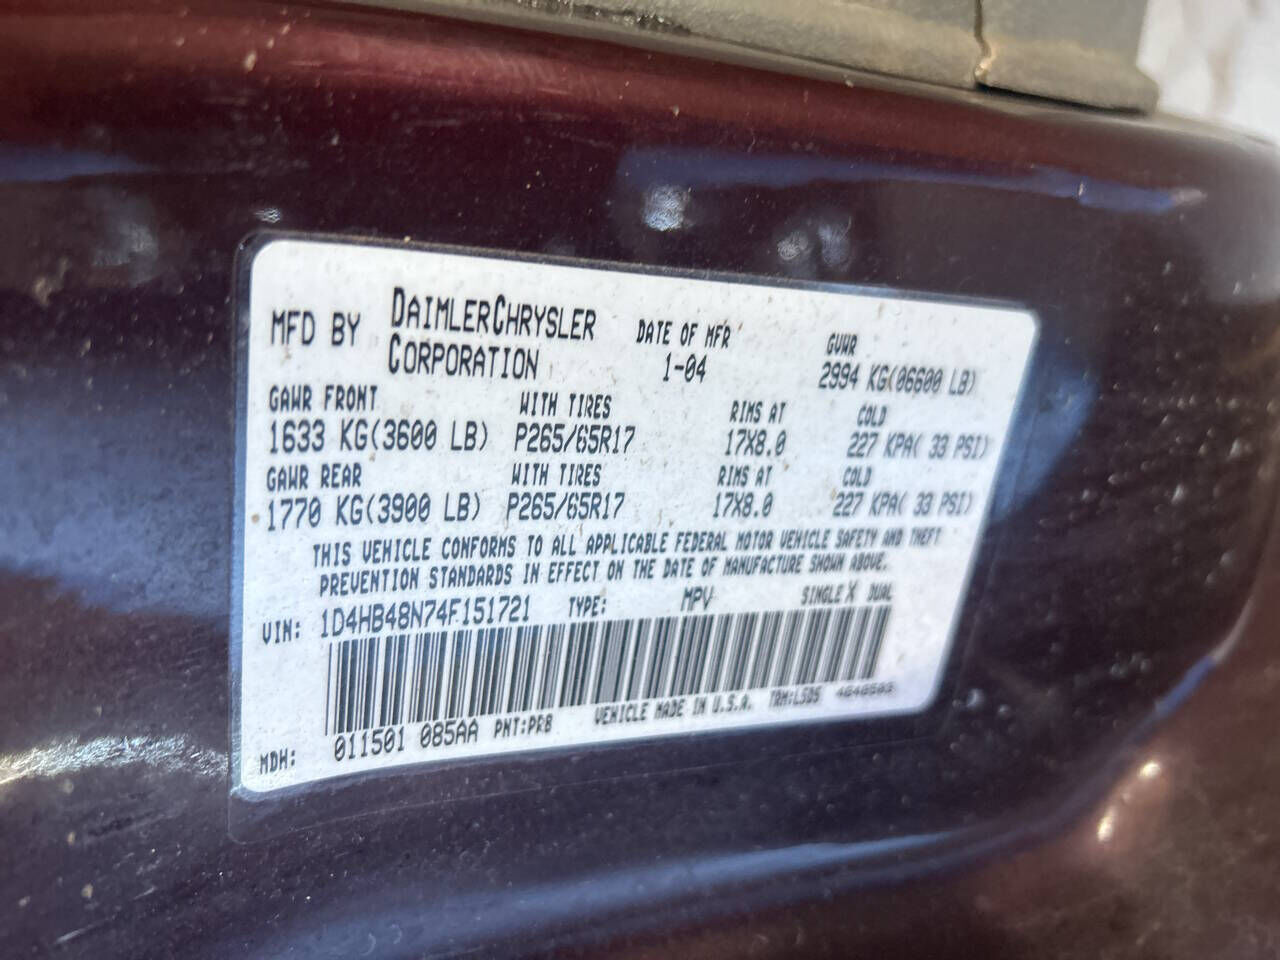 MFD BY DAIMLERCHRYSLER CORPORATION DATE OF MFR 1-04 GVWR 2994 KG(06600 LB)
GAWR FRONT WITH TIRES RIMS AT COLD
1633 KG(3600 LB) P265/65R17 17X8.0 227 KPA( 33 PSI)
GAWR REAR WITH TIRES RIMS AT COLD
1770 KG(3900 LB) P265/65R17 17X8.0 227 KPA( 33 PSI)
THIS VEHICLE CONFORMS TO ALL APPLICABLE FEDERAL MOTOR VEHICLE SAFETY AND THEFT
PREVENTION STANDARDS IN EFFECT ON THE DATE OF MANUFACTURE SHOWN ABOVE.
VIN: 1D4HB48N74F151721 TYPE: MPV SINGLE X DUAL
MDH: 011501 085AA PNT:PRB VEHICLE MADE IN U.S.A. TRM:L5D5